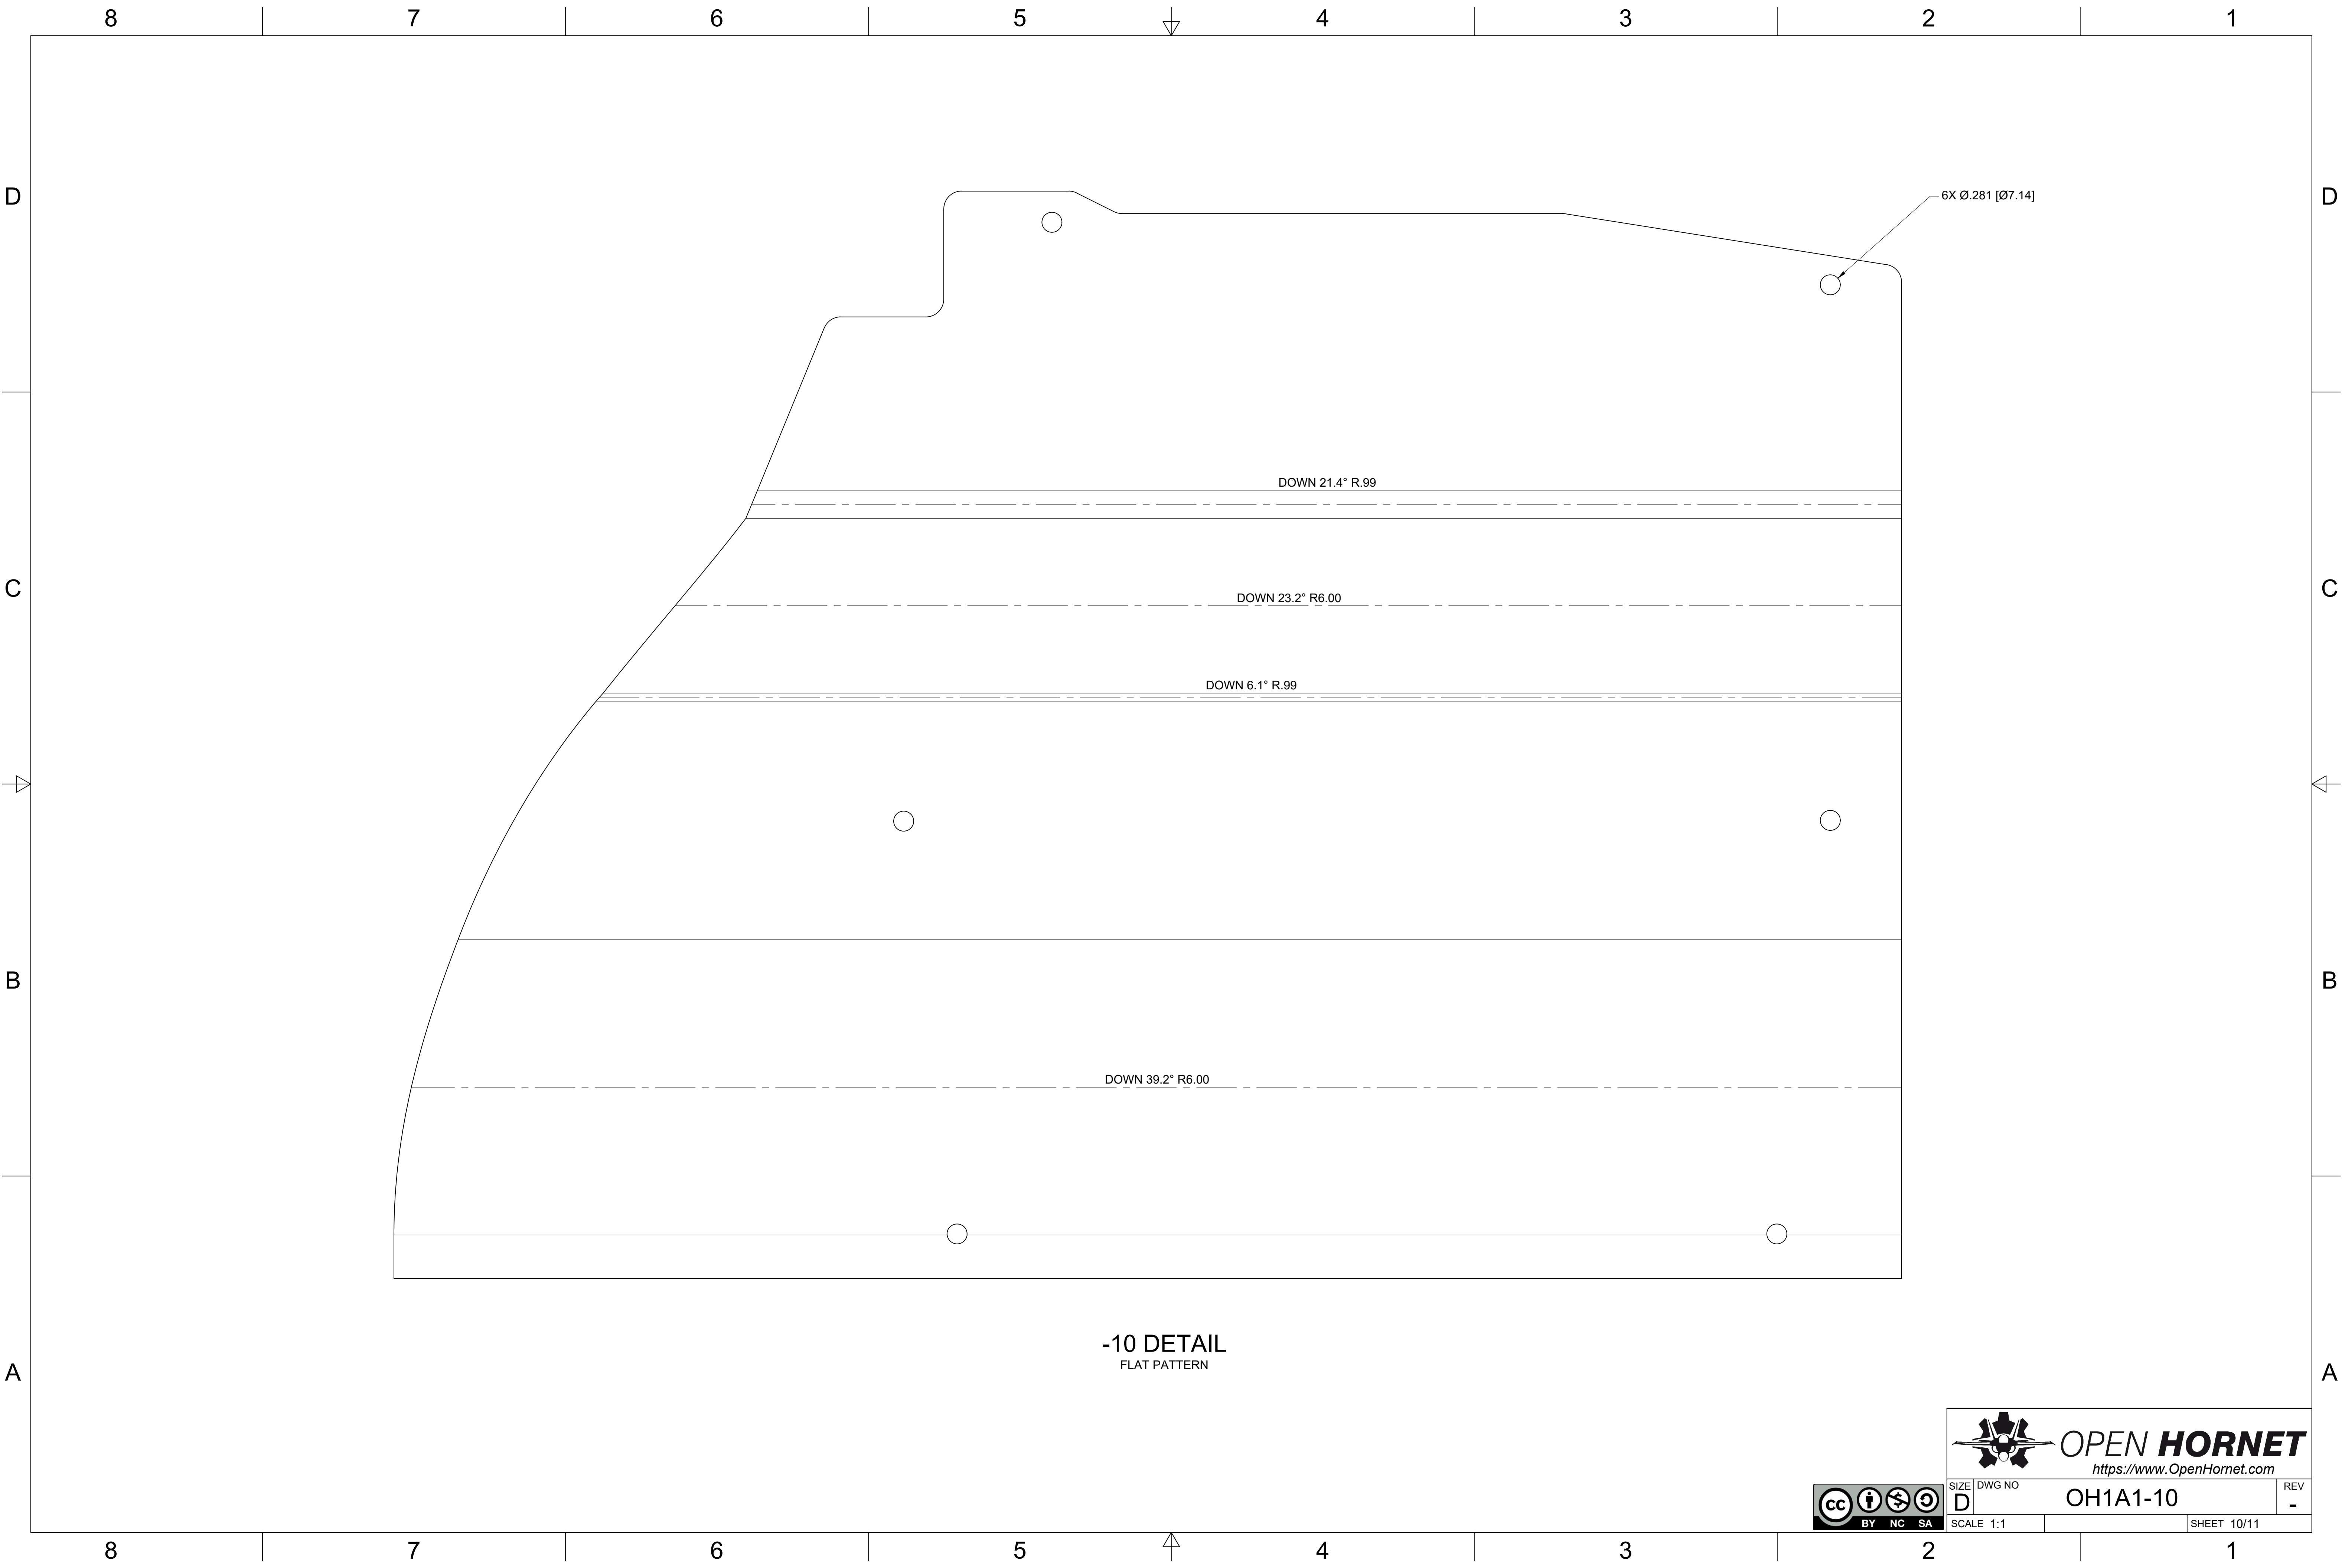 8 7 6 5 4 3 2 1
D D
6X Ø.281 [Ø7.14]
DOWN 21.4° R.99
C C
DOWN 23.2° R6.00
DOWN 6.1° R.99
B B
DOWN 39.2° R6.00
-10 DETAIL
FLAT PATTERN
A A
OPEN HORNET
https://www.OpenHornet.com
SIZE DWG NO REV
D OH1A1-10 -
cc $
BY NC SA
SCALE 1:1 SHEET 10/11
8 7 6 5 4 3 2 1